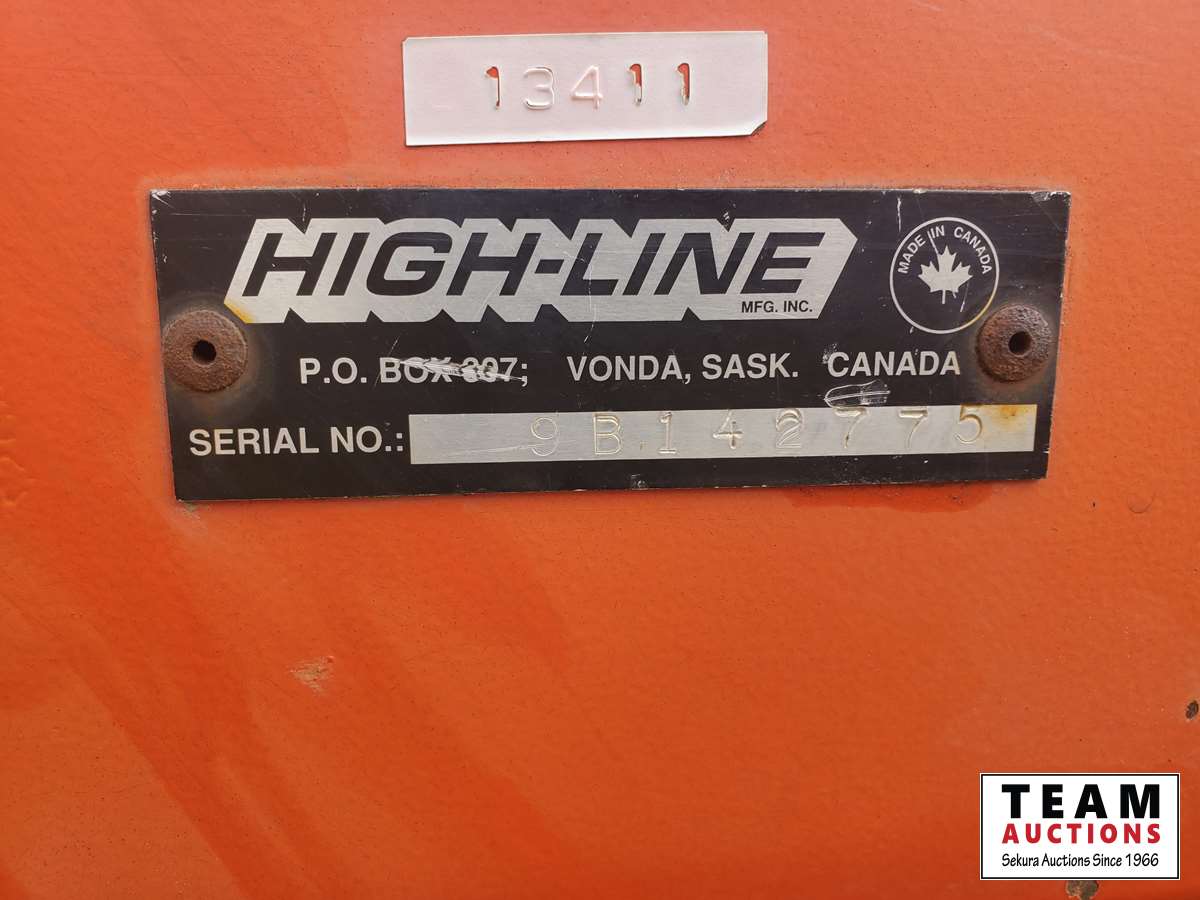 13411
HIGH-LINE
MFG. INC.
MADE IN CANADA
P.O. BOX 307; VONDA, SASK. CANADA
SERIAL NO.: 9B142775
TEAM
AUCTIONS
Sekura Auctions Since 1966